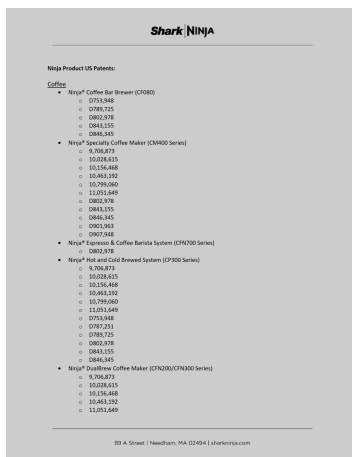 Shark|NINJA
Ninja Product US Patents:
Coffee
• Ninja® Coffee Bar Brewer (CF080)
o D753,948
o D789,725
o D802,978
o D843,155
o D846,345
• Ninja® Specialty Coffee Maker (CM400 Series)
o 9,706,873
o 10,028,615
o 10,156,468
o 10,463,192
o 10,799,060
o 11,051,649
o D802,978
o D843,155
o D846,345
o D901,963
o D907,948
• Ninja® Espresso & Coffee Barista System (CFN700 Series)
o D802,978
• Ninja® Hot and Cold Brewed System (CP300 Series)
o 9,706,873
o 10,028,615
o 10,156,468
o 10,463,192
o 10,799,060
o 11,051,649
o D753,948
o D787,251
o D789,725
o D802,978
o D843,155
o D846,345
• Ninja® DualBrew Coffee Maker (CFN200/CFN300 Series)
o 9,706,873
o 10,028,615
o 10,156,468
o 10,463,192
o 11,051,649
89 A Street | Needham, MA 02494 | sharkninja.com